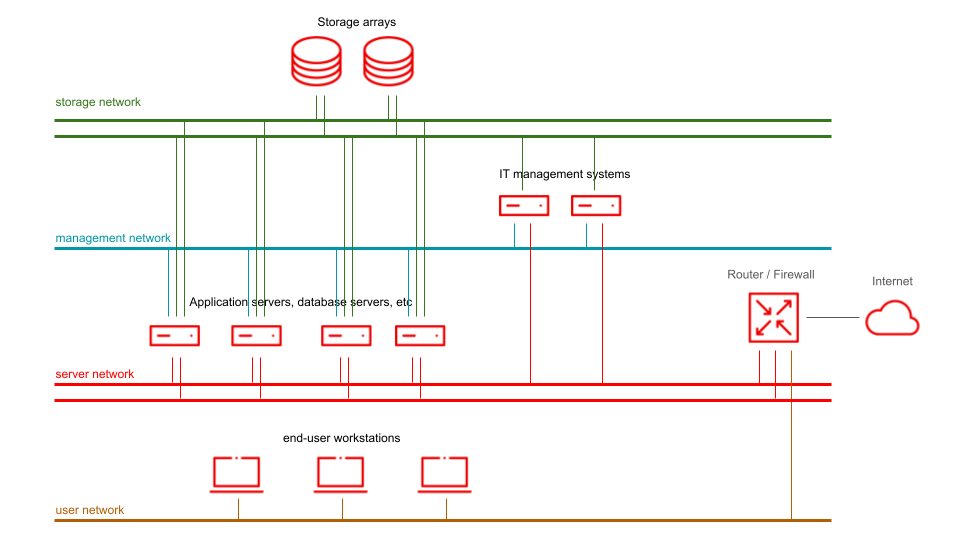 Storage arrays
storage network
IT management systems
management network
Router / Firewall
Internet
Application servers, database servers, etc
server network
end-user workstations
user network